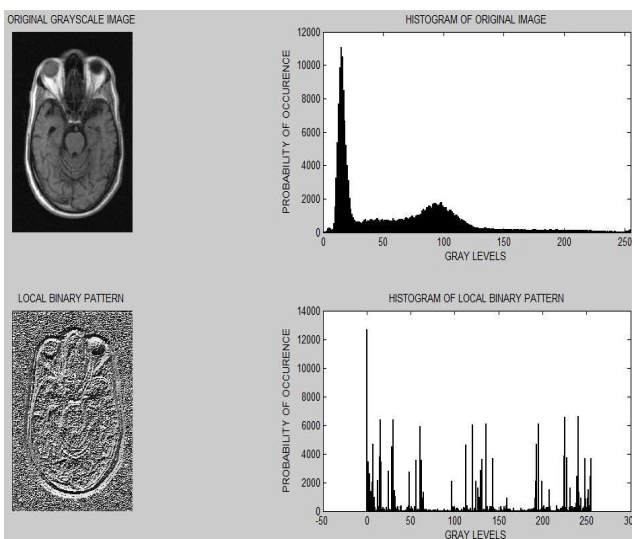 ORIGINAL GRAYSCALE IMAGE
HISTOGRAM OF ORIGINAL IMAGE
12000
10000
8000
6000
4000
2000
0
PROBABILITY OF OCCURENCE
0 50 100 150 200 250
GRAY LEVELS
LOCAL BINARY PATTERN
HISTOGRAM OF LOCAL BINARY PATTERN
14000
12000
10000
8000
6000
4000
2000
0
PROBABILITY OF OCCURENCE
-50 0 50 100 150 200 250 300
GRAY LEVELS